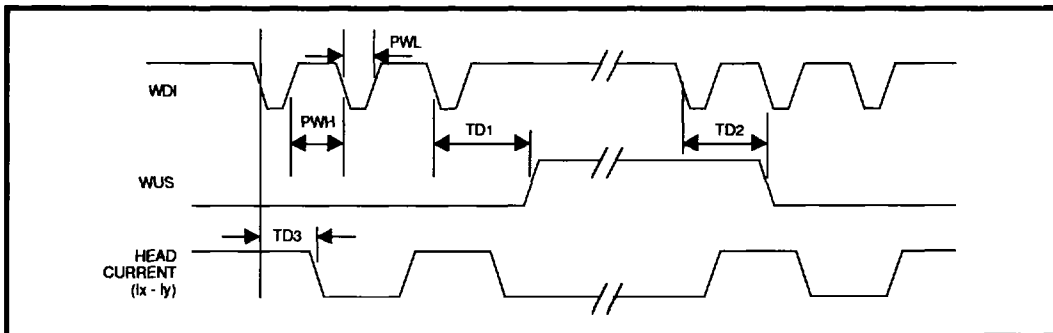 PWL
WDI
PWH
TD1
TD2
WUS
TD3
HEAD
CURRENT
(Ix - Iy)